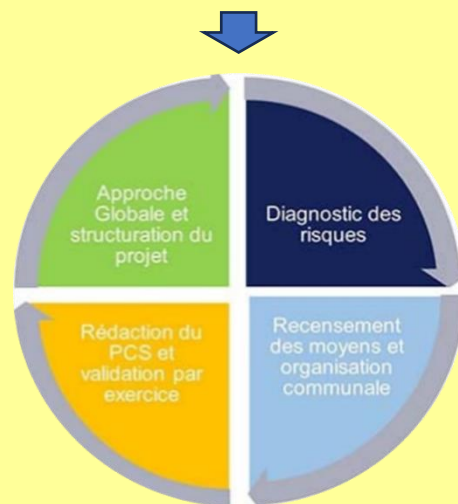 Approche
Globale et
structuration du
projet
Diagnostic des
risques
Rédaction du
PCS et
validation par
exercice
Recensement
des moyens et
organisation
communale